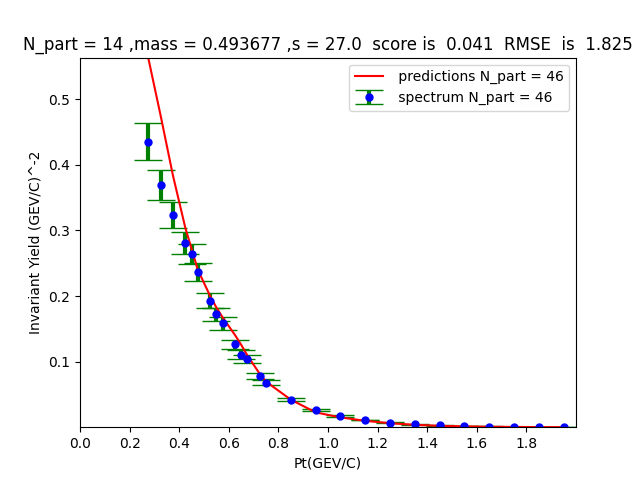 N_part = 14 ,mass = 0.493677 ,s = 27.0  score is  0.041  RMSE  is  1.825
predictions N_part = 46
spectrum N_part = 46
Invariant Yield (GEV/C)^-2
0.5
0.4
0.3
0.2
0.1
0.0 0.2 0.4 0.6 0.8 1.0 1.2 1.4 1.6 1.8
Pt(GEV/C)